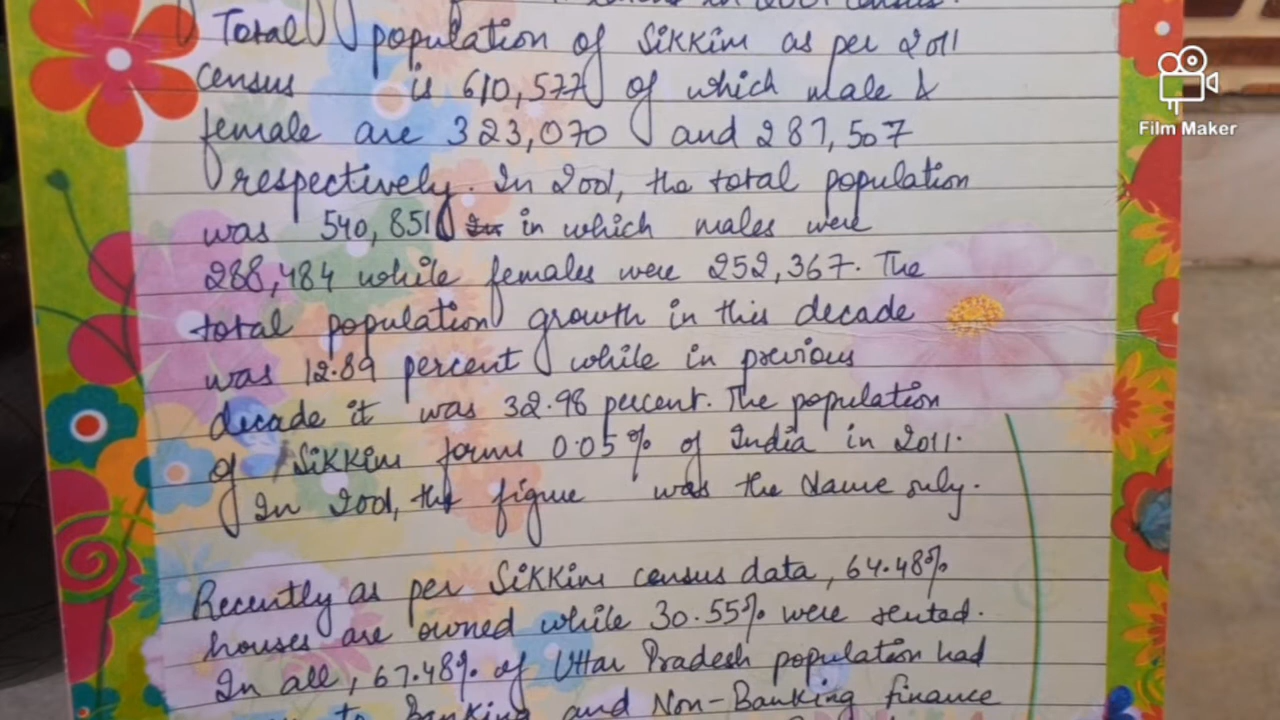 in 2001 census.
Total population of Sikkim as per 2011
census is 610,577 of which male &
female are 323,070 and 287,507
respectively. In 2001, the total population
was 540,851 in which males were
288,484 while females were 252,367. The
total population growth in this decade
was 12.89 percent while in previous
decade it was 32.98 percent. The population
of Sikkim forms 0.05% of India in 2011.
In 2001, the figure was the same only.
Recently as per Sikkim census data, 64.48%
houses are owned while 30.55% were rented.
In all, 67.48% of Uttar Pradesh population had
to Banking and Non-Banking finance
Film Maker